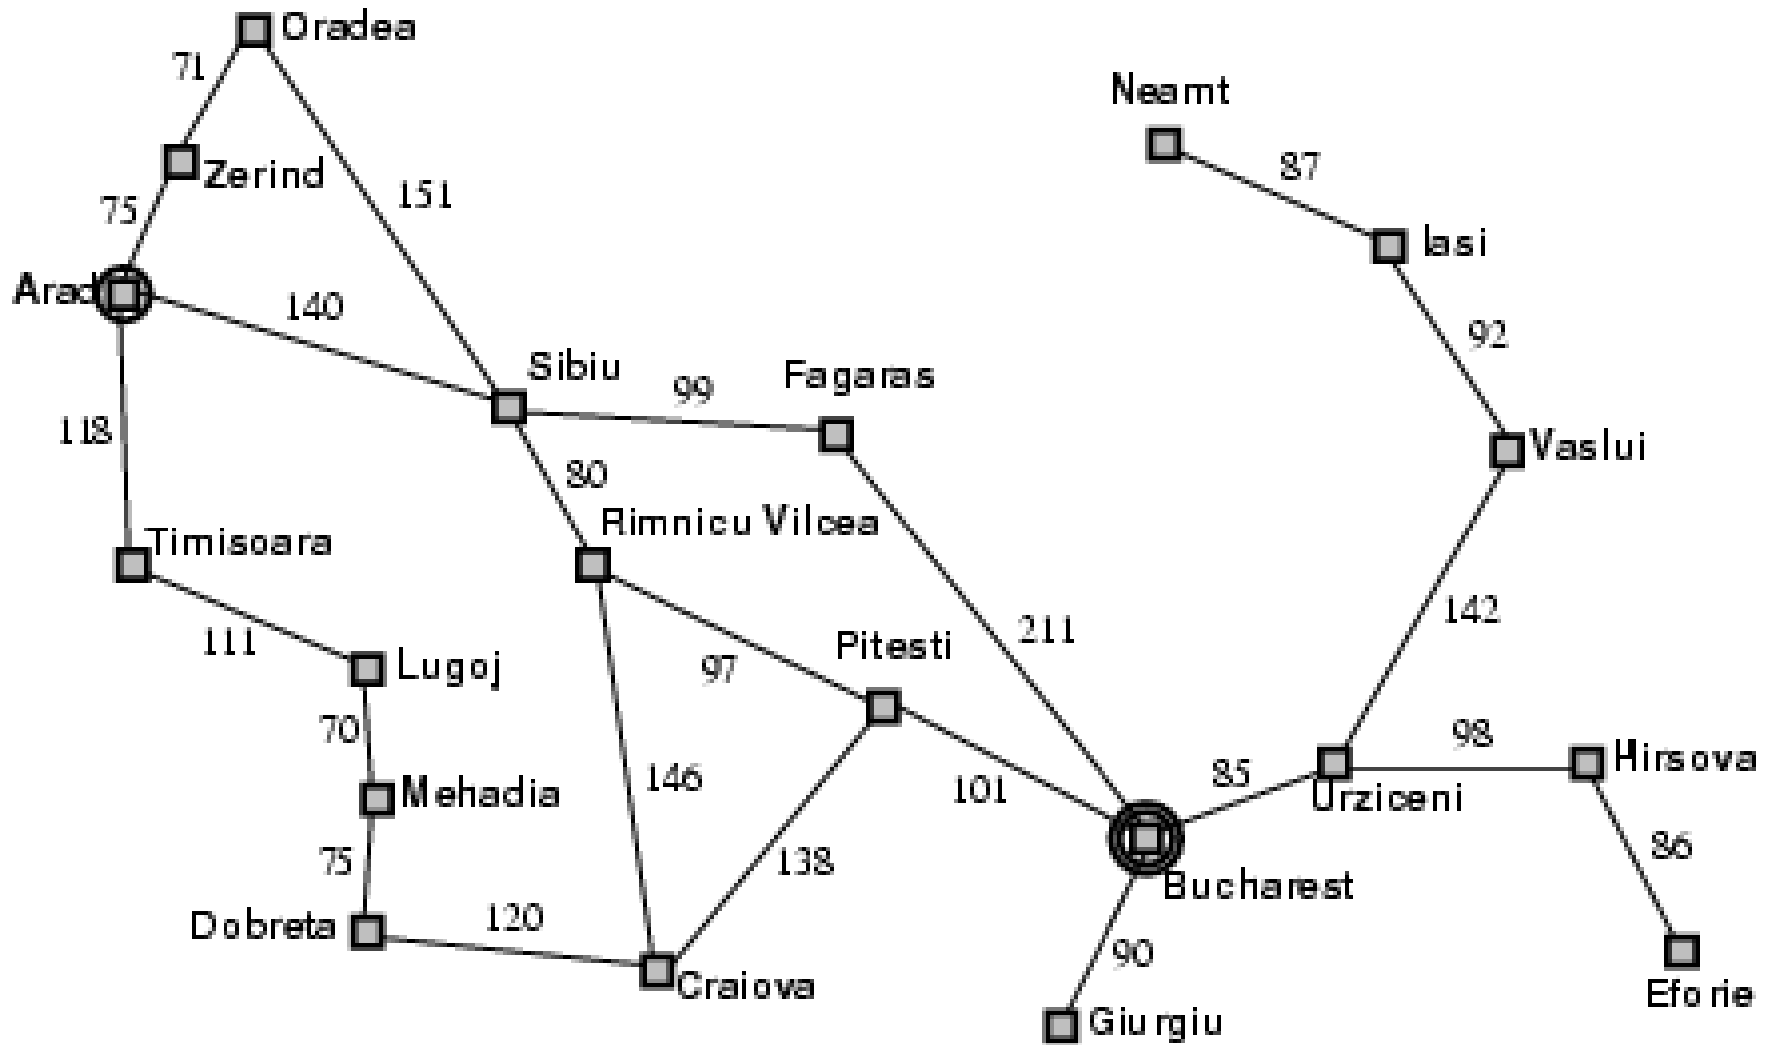 Oradea
71
Neamt
87
Zerind
151
75
Iasi
Arad
140
92
Sibiu
99
Fagaras
118
Vaslui
80
Rimnicu Vilcea
Timisoara
142
211
111
Pitesti
97
Lugoj
70
98
Hirsova
146
85
101
Mehadia
Urziceni
75
138
86
Bucharest
120
Dobreta
90
Craiova
Eforie
Giurgiu